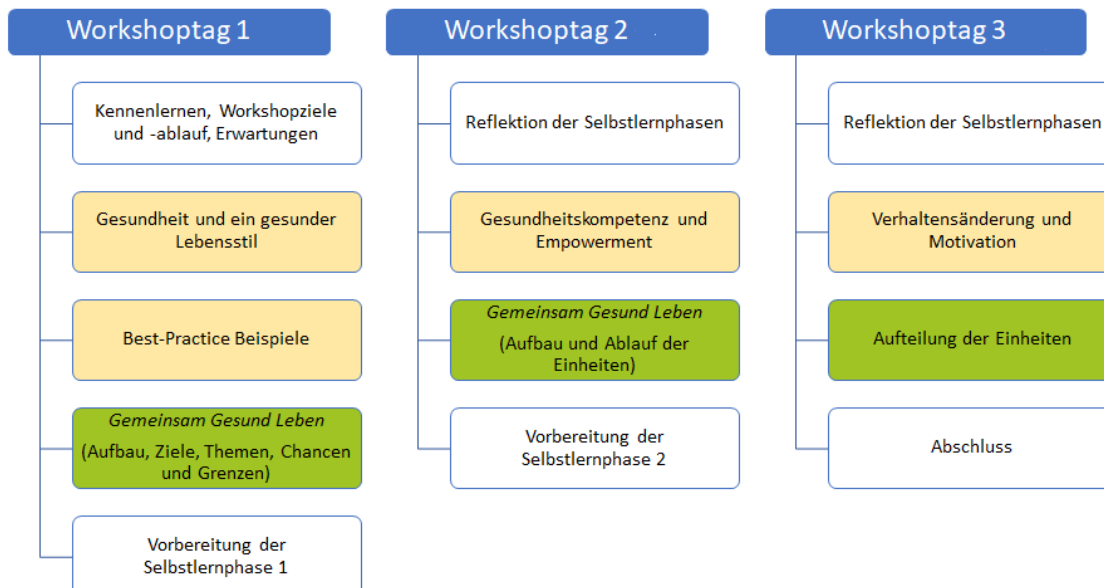 Workshoptag 1
Kennenlernen, Workshopziele
und -ablauf, Erwartungen
Gesundheit und ein gesunder
Lebensstil
Best-Practice Beispiele
Gemeinsam Gesund Leben
(Aufbau, Ziele, Themen, Chancen
und Grenzen)
Vorbereitung der
Selbstlernphase 1
Workshoptag 2
Reflektion der Selbstlernphasen
Gesundheitskompetenz und
Empowerment
Gemeinsam Gesund Leben
(Aufbau und Ablauf der
Einheiten)
Vorbereitung der
Selbstlernphase 2
Workshoptag 3
Reflektion der Selbstlernphasen
Verhaltensänderung und
Motivation
Aufteilung der Einheiten
Abschluss